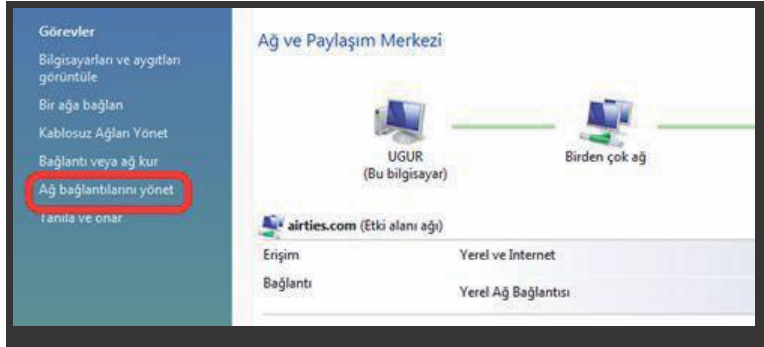 Görevler
Bilgisayarları ve aygıtları
görüntüle
Bir ağa bağlan
Kablosuz Ağları Yönet
Bağlantı veya ağ kur
Ağ bağlantılarını yönet
Tanıla ve onar
Ağ ve Paylaşım Merkezi
UGUR
(Bu bilgisayar)
Birden çok ağ
airties.com (Etki alanı ağı)
Erişim Yerel ve Internet
Bağlantı Yerel Ağ Bağlantısı